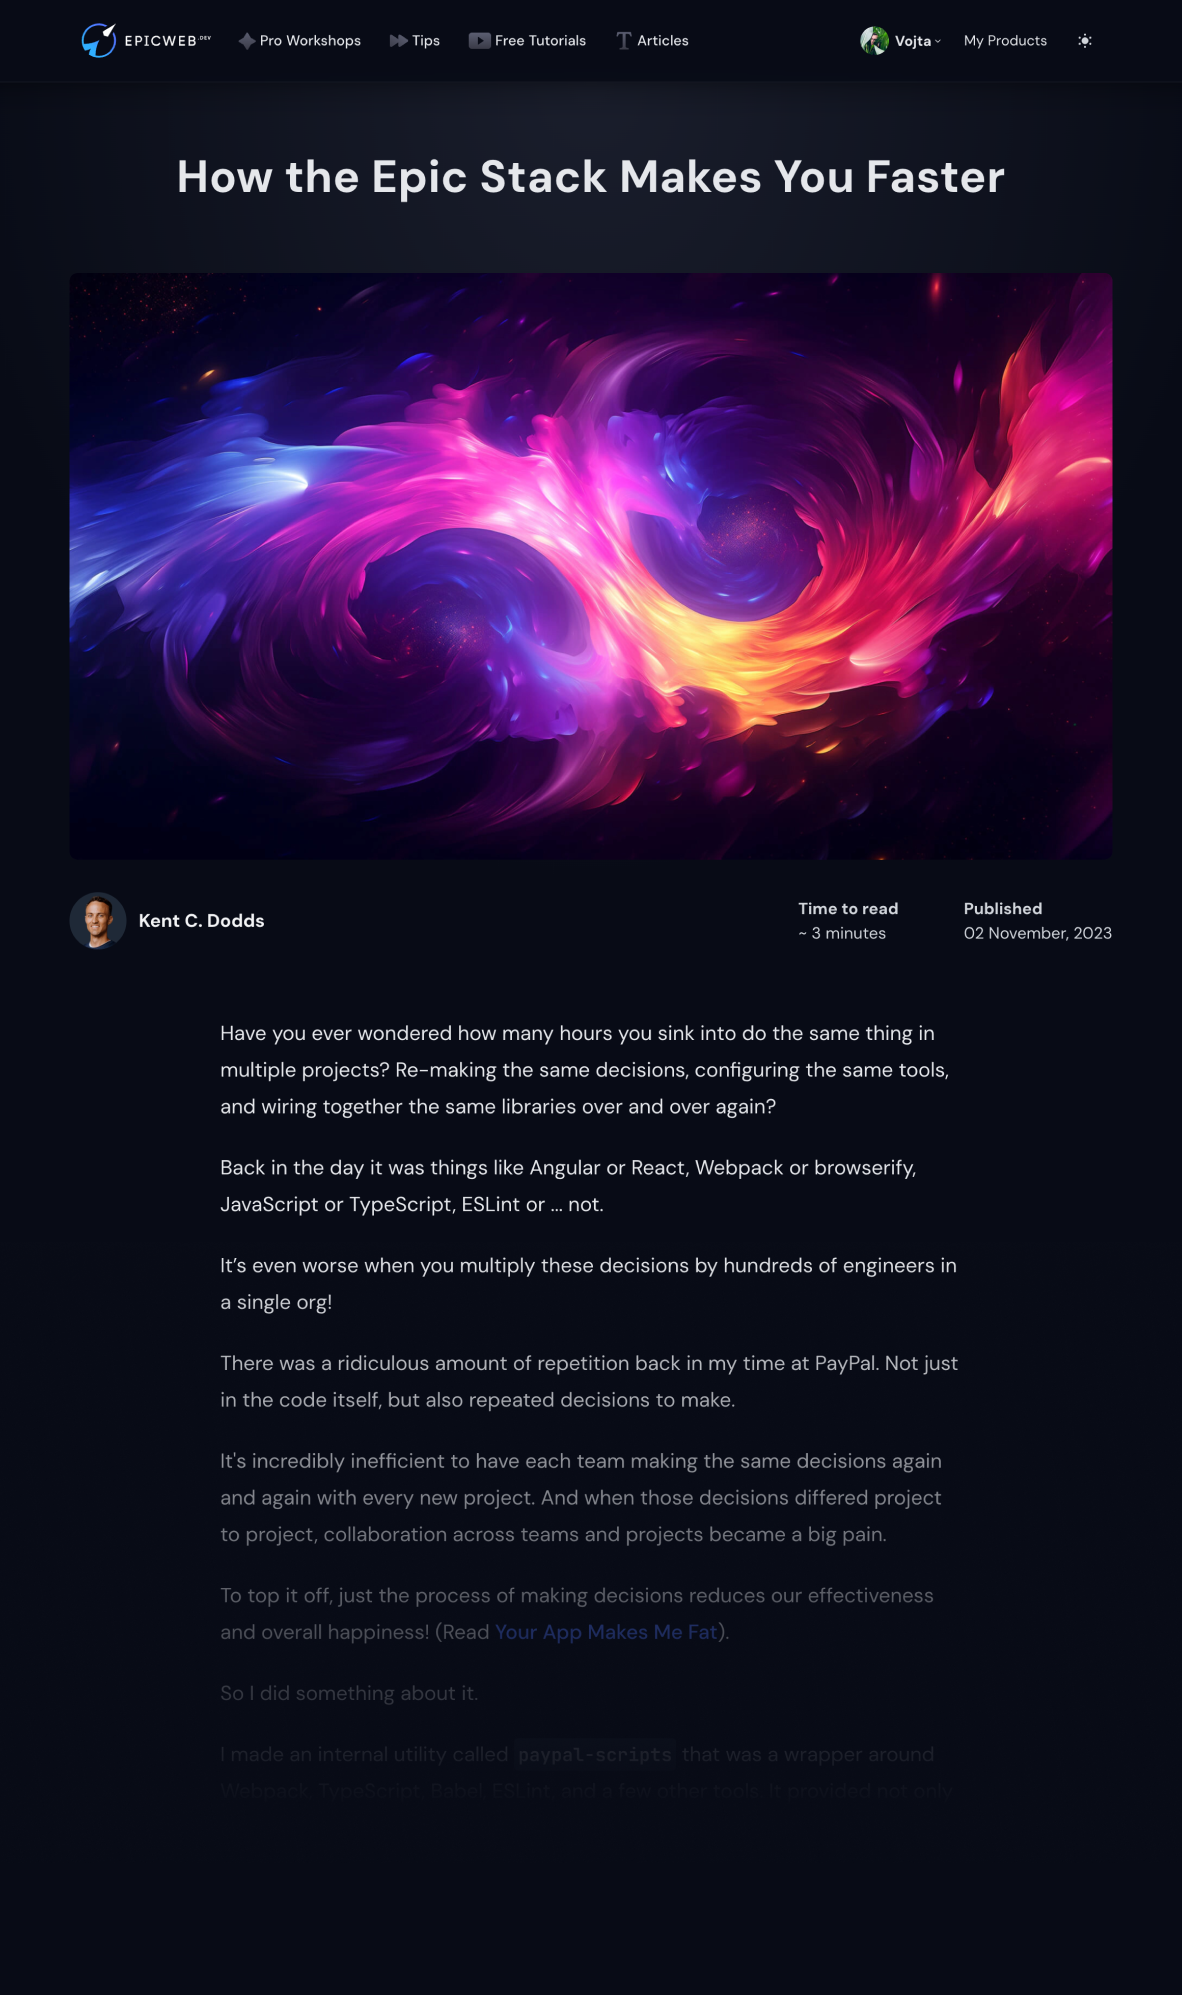 EPICWEB.DEV Pro Workshops Tips Free Tutorials Articles Vojta My Products
How the Epic Stack Makes You Faster
Kent C. Dodds
Time to read
~ 3 minutes
Published
02 November, 2023
Have you ever wondered how many hours you sink into do the same thing in
multiple projects? Re-making the same decisions, configuring the same tools,
and wiring together the same libraries over and over again?
Back in the day it was things like Angular or React, Webpack or browserify,
JavaScript or TypeScript, ESLint or ... not.
It’s even worse when you multiply these decisions by hundreds of engineers in
a single org!
There was a ridiculous amount of repetition back in my time at PayPal. Not just
in the code itself, but also repeated decisions to make.
It's incredibly inefficient to have each team making the same decisions again
and again with every new project. And when those decisions differed project
to project, collaboration across teams and projects became a big pain.
To top it off, just the process of making decisions reduces our effectiveness
and overall happiness! (Read Your App Makes Me Fat).
So I did something about it.
I made an internal utility called paypal-scripts that was a wrapper around
Webpack, TypeScript, Babel, ESLint, and a few other tools. It provided not only